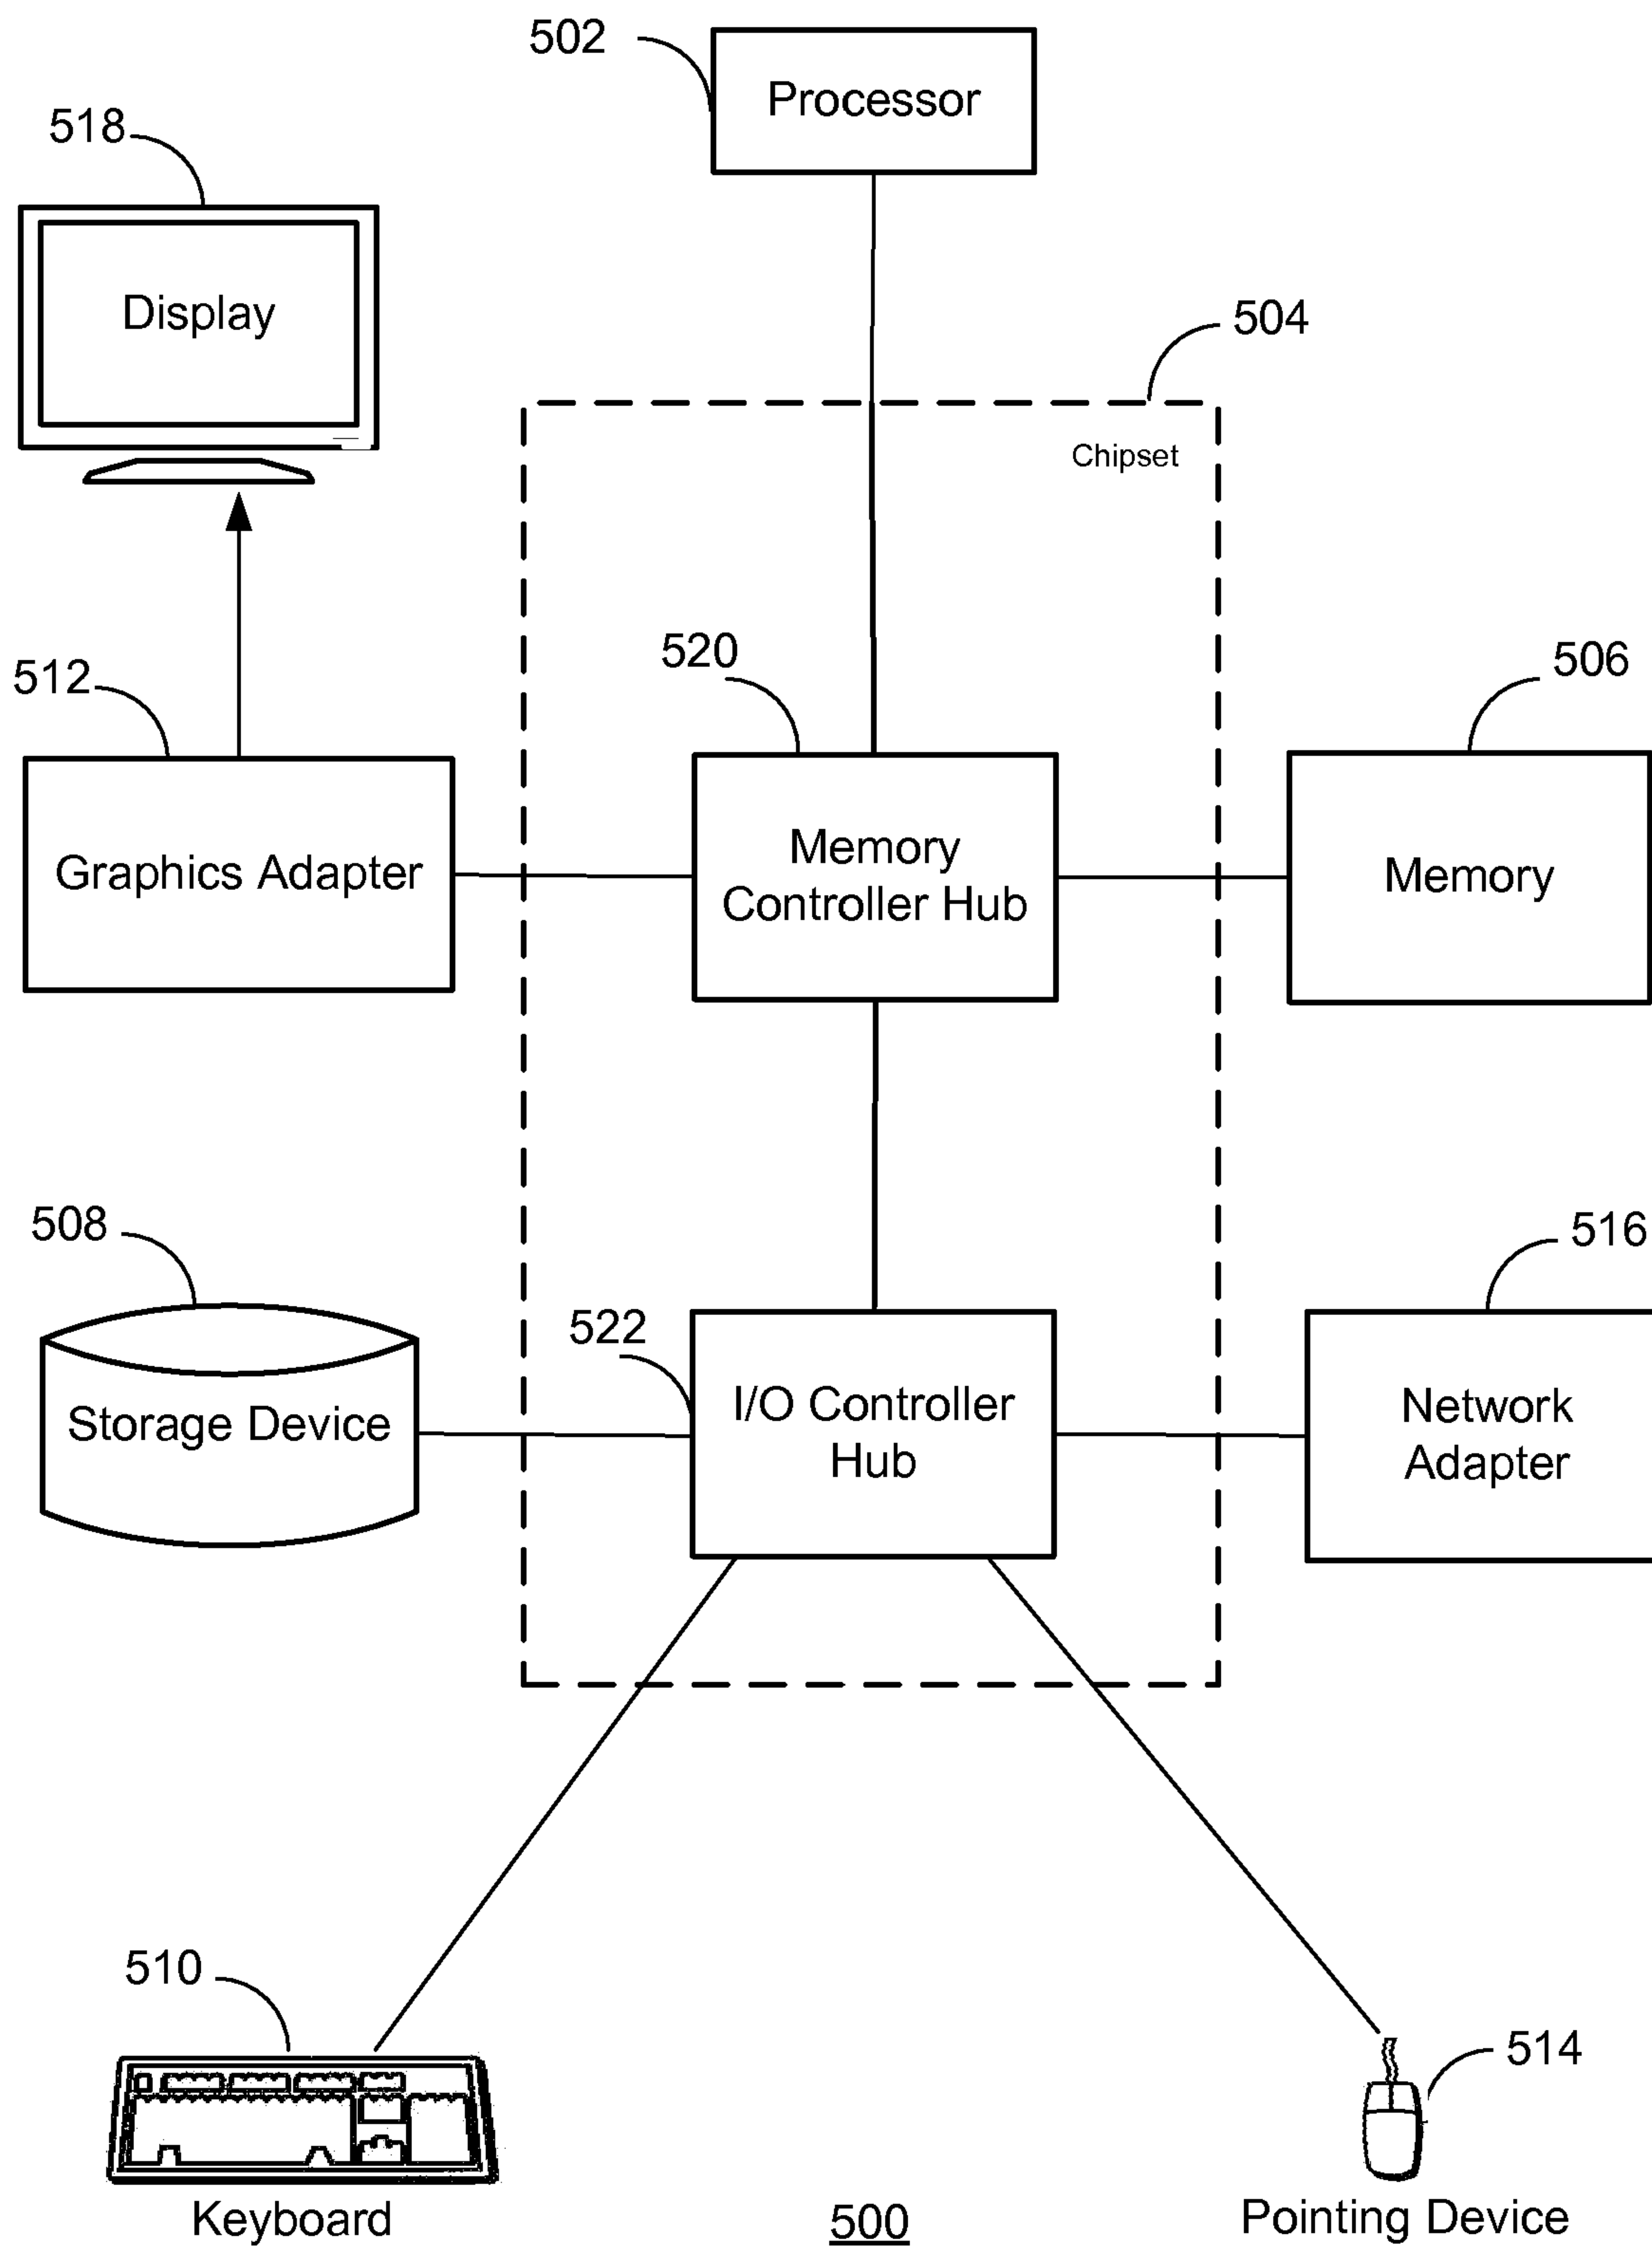 502
Processor
518
Display
504
Chipset
520
506
512
Memory
Controller Hub
Graphics Adapter
Memory
508
516
522
I/O Controller
Hub
Storage Device
Network
Adapter
510
514
Keyboard
500
Pointing Device